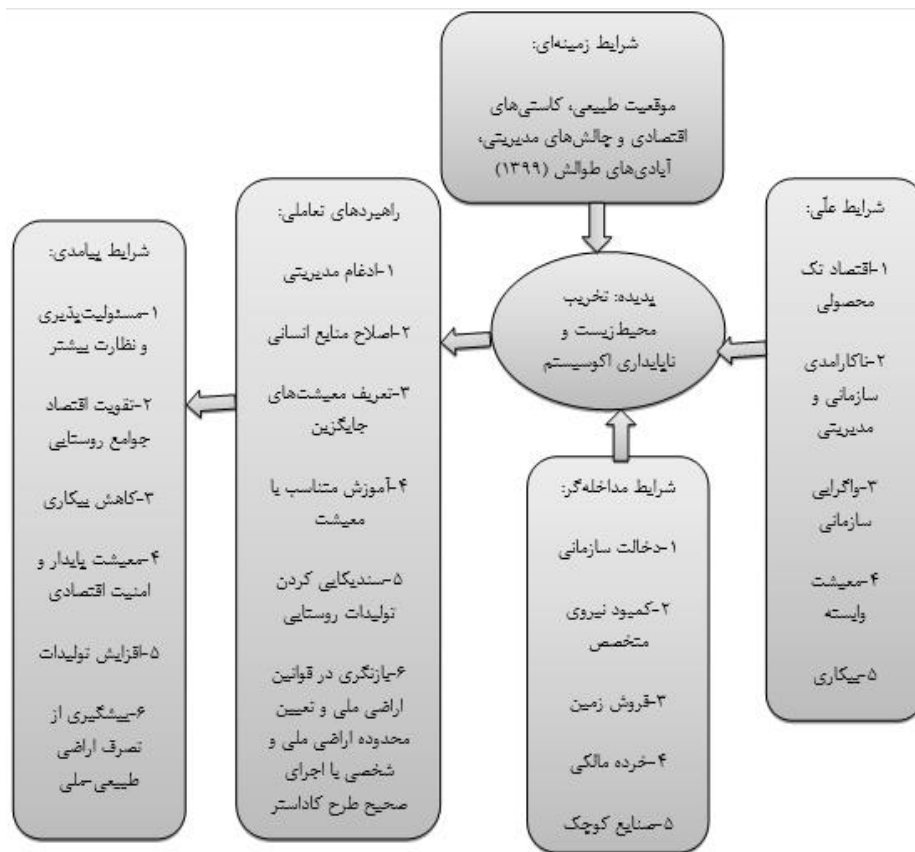 شرایط زمینه‌ای:
موقعیت طبیعی، کاستی‌های
اقتصادی و چالش‌های مدیریتی،
آبادی‌های طوالش (۱۳۹۹)
شرایط علّی:
۱-اقتصاد تک
محصولی
۲-ناکارامدی
سازمانی و
مدیریتی
۳-واگرایی
سازمانی
۴-معیشت
وابسته
۵-بیکاری
پدیده: تخریب
محیط‌زیست و
ناپایداری اکوسیستم
شرایط مداخله‌گر:
۱-دخالت سازمانی
۲-کمبود نیروی
متخصص
۳-فروش زمین
۴-خرده مالکی
۵-صنایع کوچک
راهبردهای تعاملی:
۱-ادغام مدیریتی
۲-اصلاح منابع انسانی
۳-تعریف معیشت‌های
جایگزین
۴-آموزش متناسب با
معیشت
۵-سندیکایی کردن
تولیدات روستایی
۶-بازنگری در قوانین
اراضی ملی و تعیین
محدوده اراضی ملی و
شخصی با اجرای
صحیح طرح کاداستر
شرایط پیامدی:
۱-مسئولیت‌پذیری
و نظارت بیشتر
۲-تقویت اقتصاد
جوامع روستایی
۳-کاهش بیکاری
۴-معیشت پایدار و
امنیت اقتصادی
۵-افزایش تولیدات
۶-پیشگیری از
تصرف اراضی
طبیعی-ملی